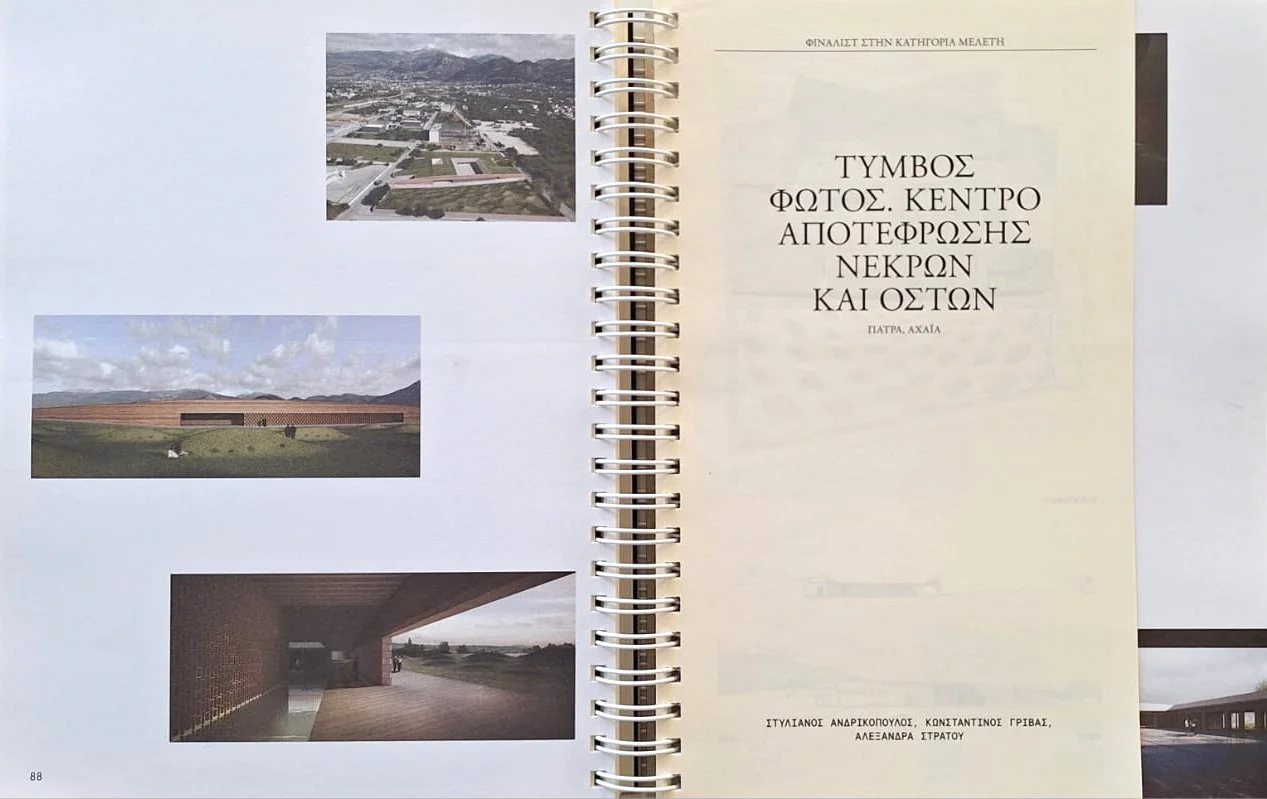 88
ΦΙΝΑΛΙΣΤ ΣΤΗΝ ΚΑΤΗΓΟΡΙΑ ΜΕΛΕΤΗ
ΤΥΜΒΟΣ
ΦΩΤΟΣ. ΚΕΝΤΡΟ
ΑΠΟΤΕΦΡΩΣΗΣ
ΝΕΚΡΩΝ
ΚΑΙ ΟΣΤΩΝ
ΠΑΤΡΑ, ΑΧΑΪΑ
ΣΤΥΛΙΑΝΟΣ ΑΝΔΡΙΚΟΠΟΥΛΟΣ, ΚΩΝΣΤΑΝΤΙΝΟΣ ΓΡΙΒΑΣ,
ΑΛΕΞΑΝΔΡΑ ΣΤΡΑΤΟΥ